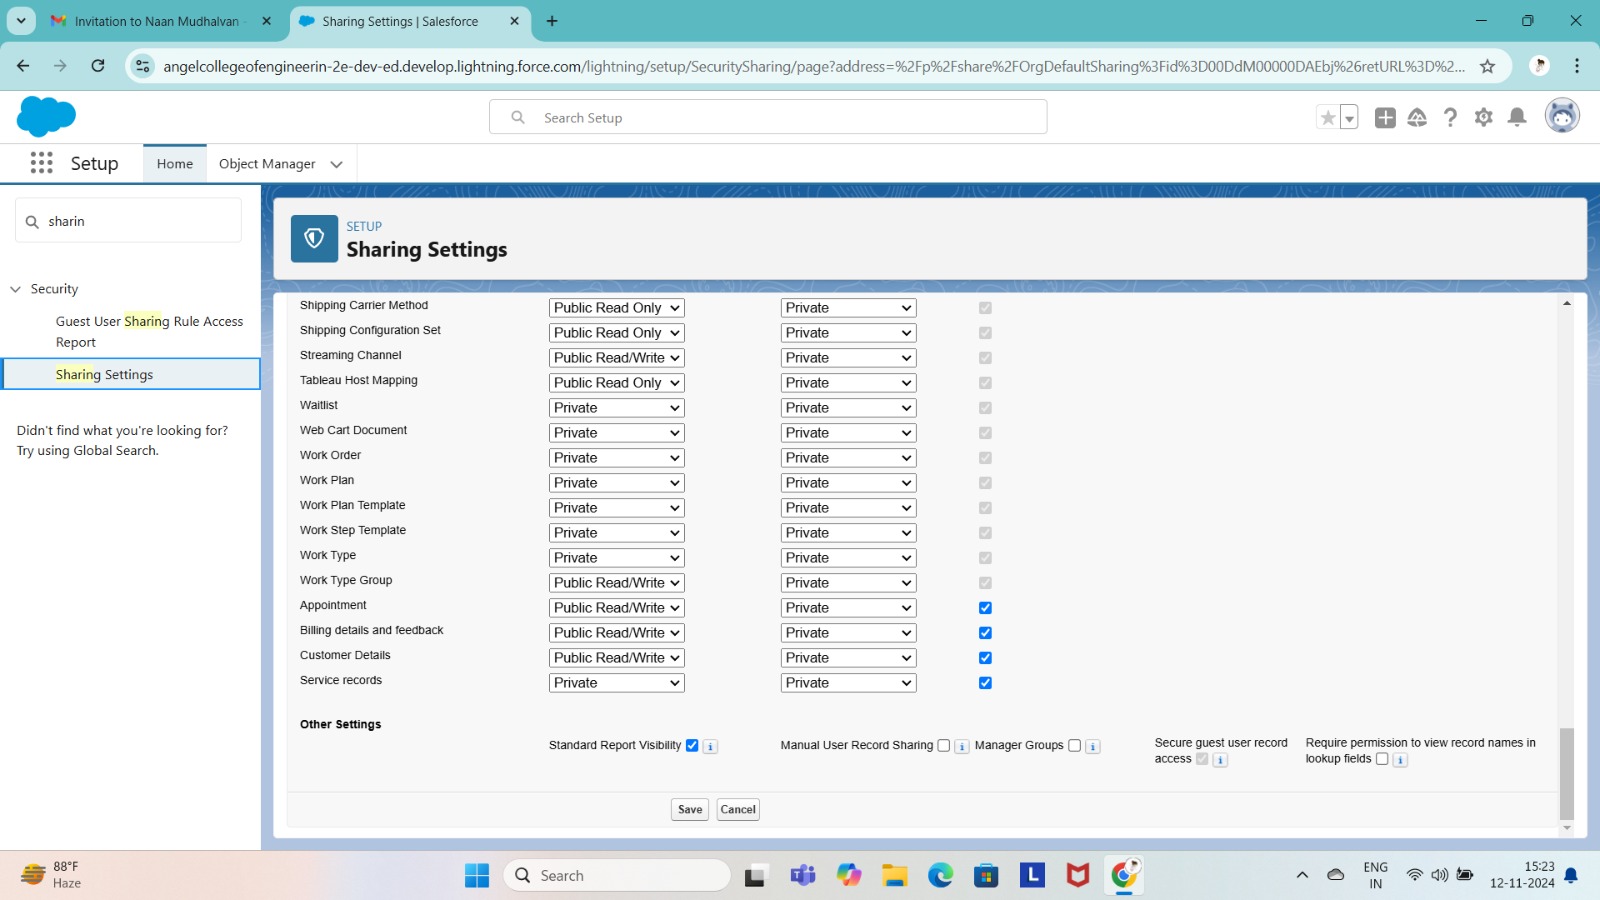 Invitation to Naan Mudhalvan
Sharing Settings | Salesforce
angelcollegeofengineerin-2e-dev-ed.develop.lightning.force.com/lightning/setup/SecuritySharing/page?address=%2Fp%2Fshare%2FOrgDefaultSharing%3Fid%3D00DdM00000DAEbj%26retURL%3D%2...
Search Setup
Setup
Home
Object Manager
sharin
Security
Guest User Sharing Rule Access
Report
Sharing Settings
Didn't find what you're looking for?
Try using Global Search.
SETUP
Sharing Settings
Shipping Carrier Method Public Read Only Private
Shipping Configuration Set Public Read Only Private
Streaming Channel Public Read/Write Private
Tableau Host Mapping Public Read Only Private
Waitlist Private Private
Web Cart Document Private Private
Work Order Private Private
Work Plan Private Private
Work Plan Template Private Private
Work Step Template Private Private
Work Type Private Private
Work Type Group Public Read/Write Private
Appointment Public Read/Write Private
Billing details and feedback Public Read/Write Private
Customer Details Public Read/Write Private
Service records Private Private
Other Settings
Standard Report Visibility i
Manual User Record Sharing i
Manager Groups i
Secure guest user record
access i
Require permission to view record names in
lookup fields i
Save Cancel
88°F
Haze
Search
L
ENG
IN
15:23
12-11-2024